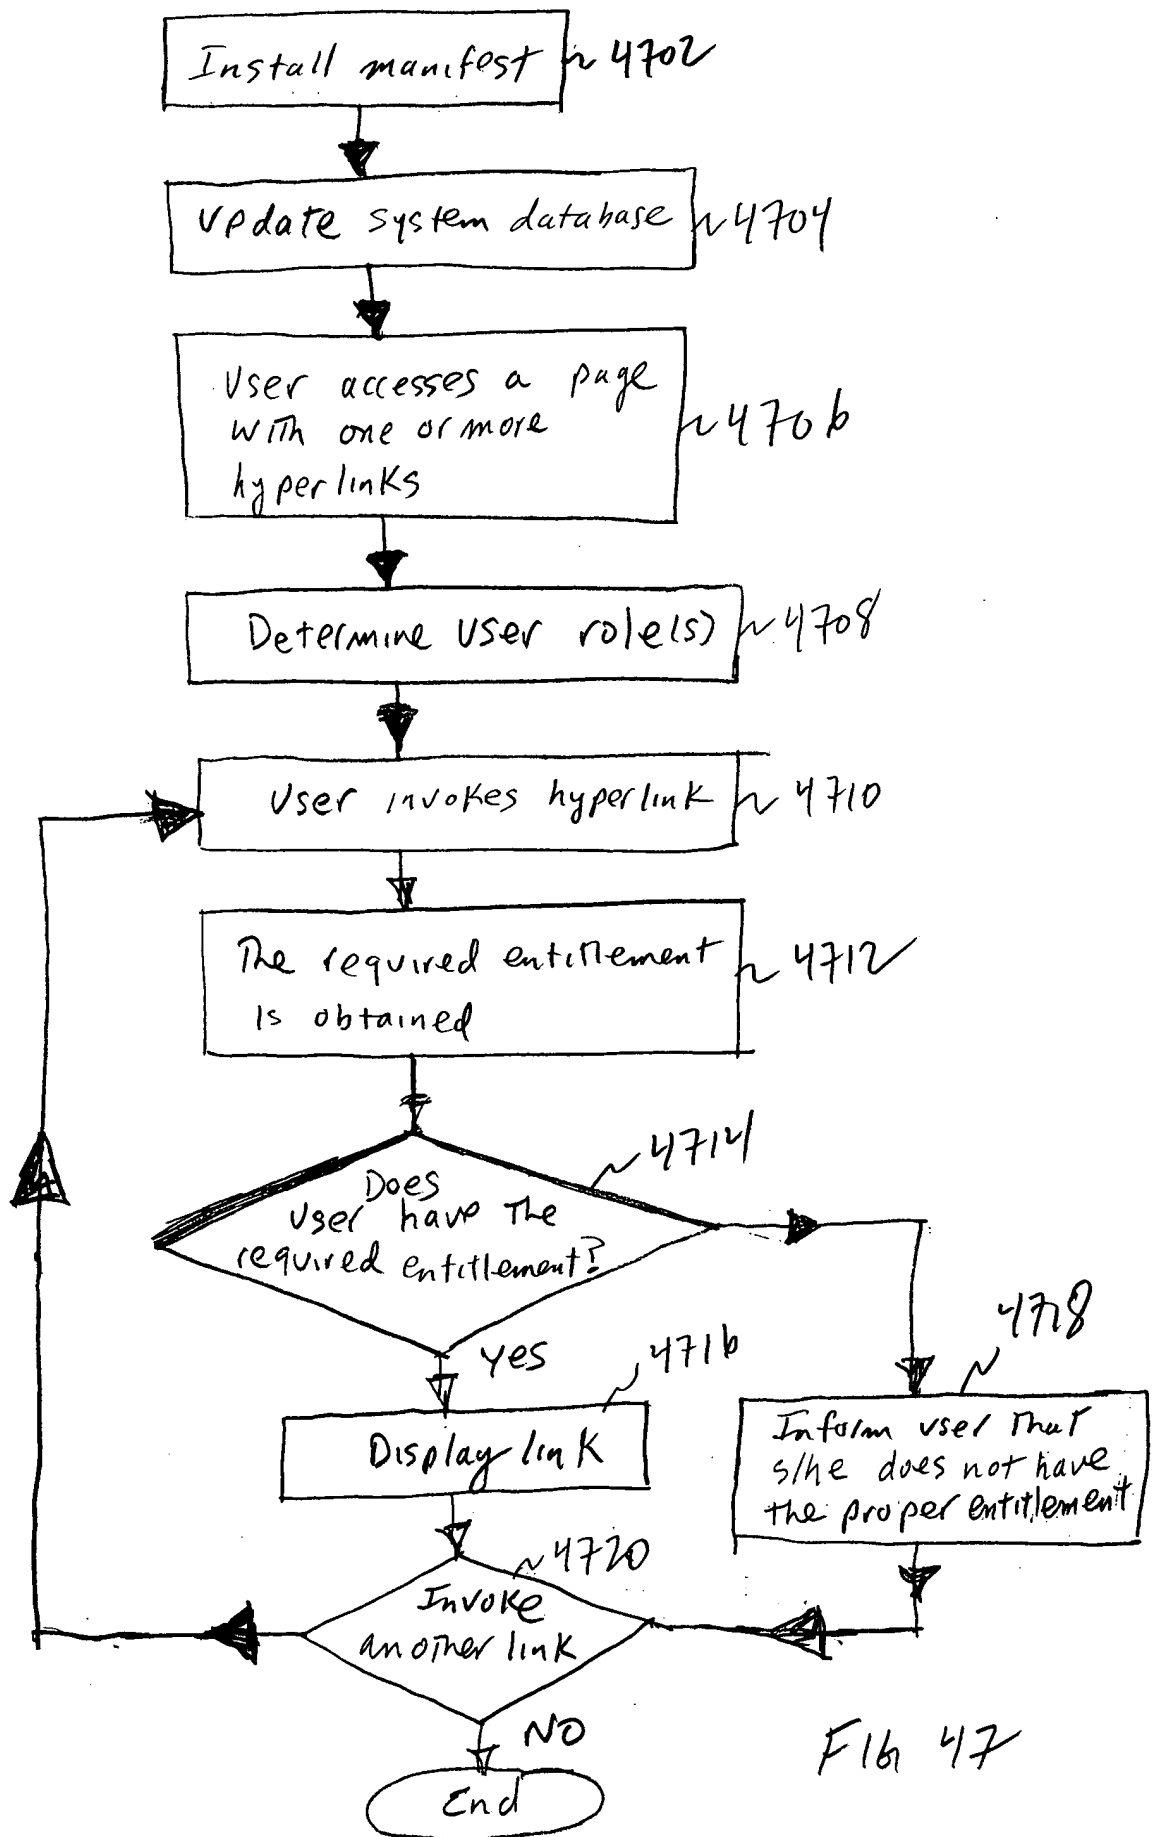 Install manifest
4702
Update system database
4704
User accesses a page
with one or more
hyperlinks
4706
Determine user role(s)
4708
User invokes hyperlink
4710
The required entitlement
is obtained
4712
4714
Does
user have the
required entitlement?
Yes
4716
Display link
4718
Inform user that
s/he does not have
the proper entitlement
4720
Invoke
another link
NO
End
FIG 47